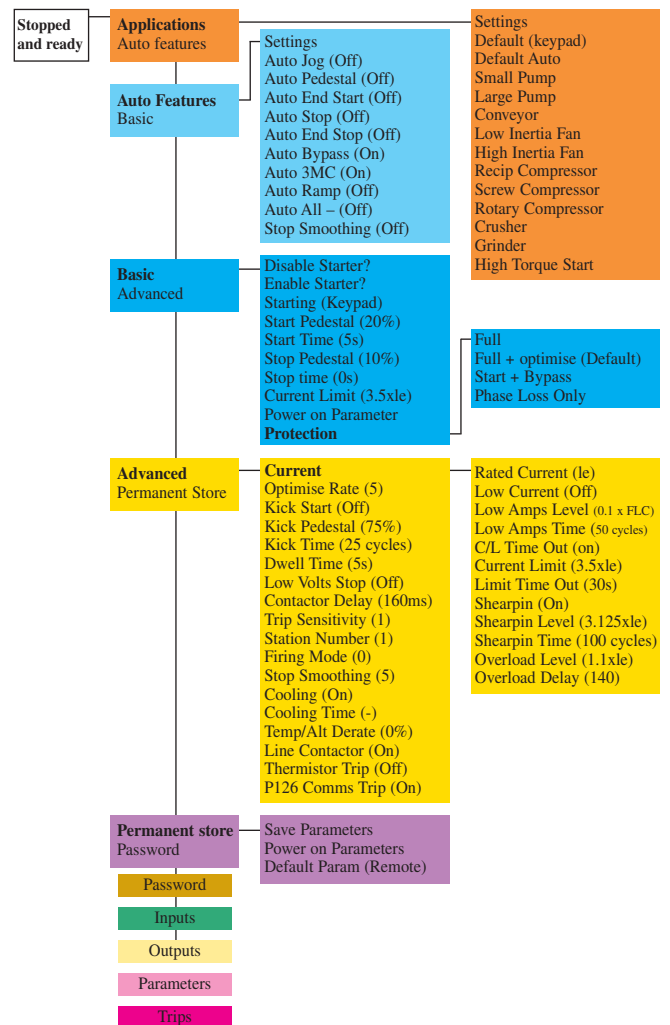 Stopped
and ready
Applications
Auto features
Settings
Default (keypad)
Default Auto
Small Pump
Large Pump
Conveyor
Low Inertia Fan
High Inertia Fan
Recip Compressor
Screw Compressor
Rotary Compressor
Crusher
Grinder
High Torque Start
Auto Features
Basic
Settings
Auto Jog (Off)
Auto Pedestal (Off)
Auto End Start (Off)
Auto Stop (Off)
Auto End Stop (Off)
Auto Bypass (On)
Auto 3MC (On)
Auto Ramp (Off)
Auto All – (Off)
Stop Smoothing (Off)
Basic
Advanced
Disable Starter?
Enable Starter?
Starting (Keypad)
Start Pedestal (20%)
Start Time (5s)
Stop Pedestal (10%)
Stop time (0s)
Current Limit (3.5xle)
Power on Parameter
Protection
Full
Full + optimise (Default)
Start + Bypass
Phase Loss Only
Advanced
Permanent Store
Current
Optimise Rate (5)
Kick Start (Off)
Kick Pedestal (75%)
Kick Time (25 cycles)
Dwell Time (5s)
Low Volts Stop (Off)
Contactor Delay (160ms)
Trip Sensitivity (1)
Station Number (1)
Firing Mode (0)
Stop Smoothing (5)
Cooling (On)
Cooling Time (-)
Temp/Alt Derate (0%)
Line Contactor (On)
Thermistor Trip (Off)
P126 Comms Trip (On)
Rated Current (le)
Low Current (Off)
Low Amps Level (0.1 x FLC)
Low Amps Time (50 cycles)
C/L Time Out (on)
Current Limit (3.5xle)
Limit Time Out (30s)
Shearpin (On)
Shearpin Level (3.125xle)
Shearpin Time (100 cycles)
Overload Level (1.1xle)
Overload Delay (140)
Permanent store
Password
Save Parameters
Power on Parameters
Default Param (Remote)
Password
Inputs
Outputs
Parameters
Trips